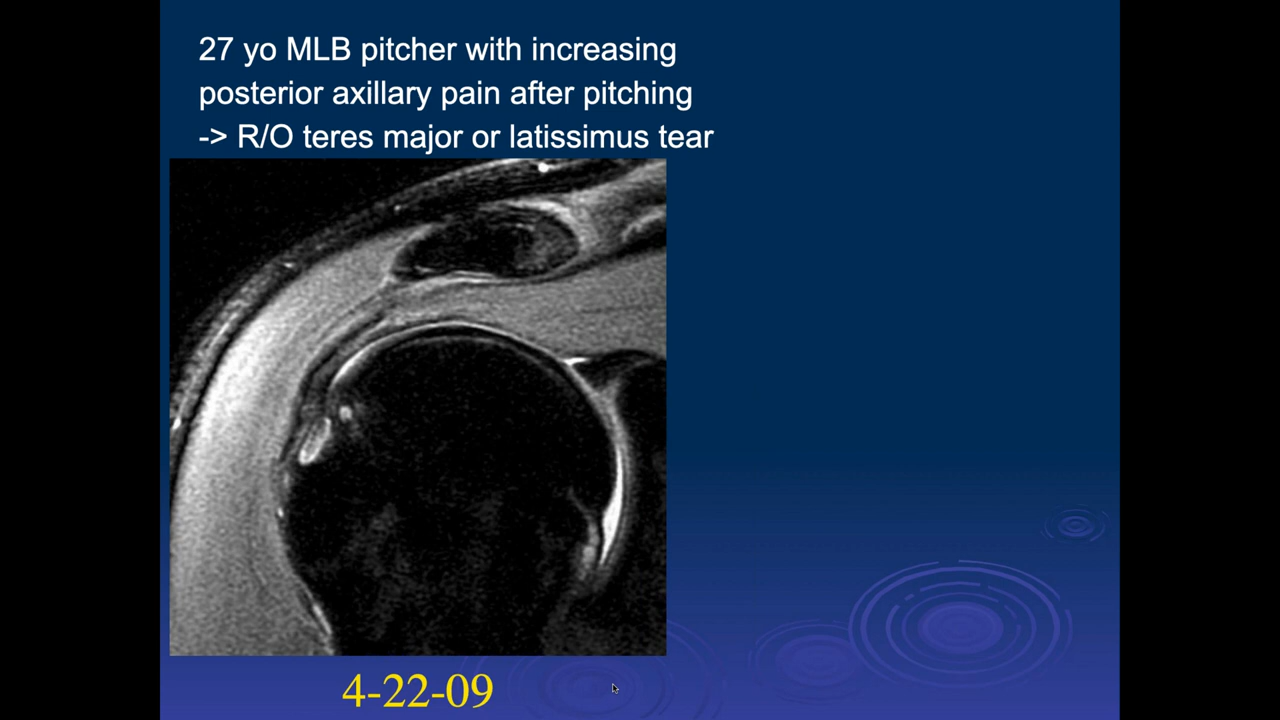 27 yo MLB pitcher with increasing
posterior axillary pain after pitching
-> R/O teres major or latissimus tear
4-22-09